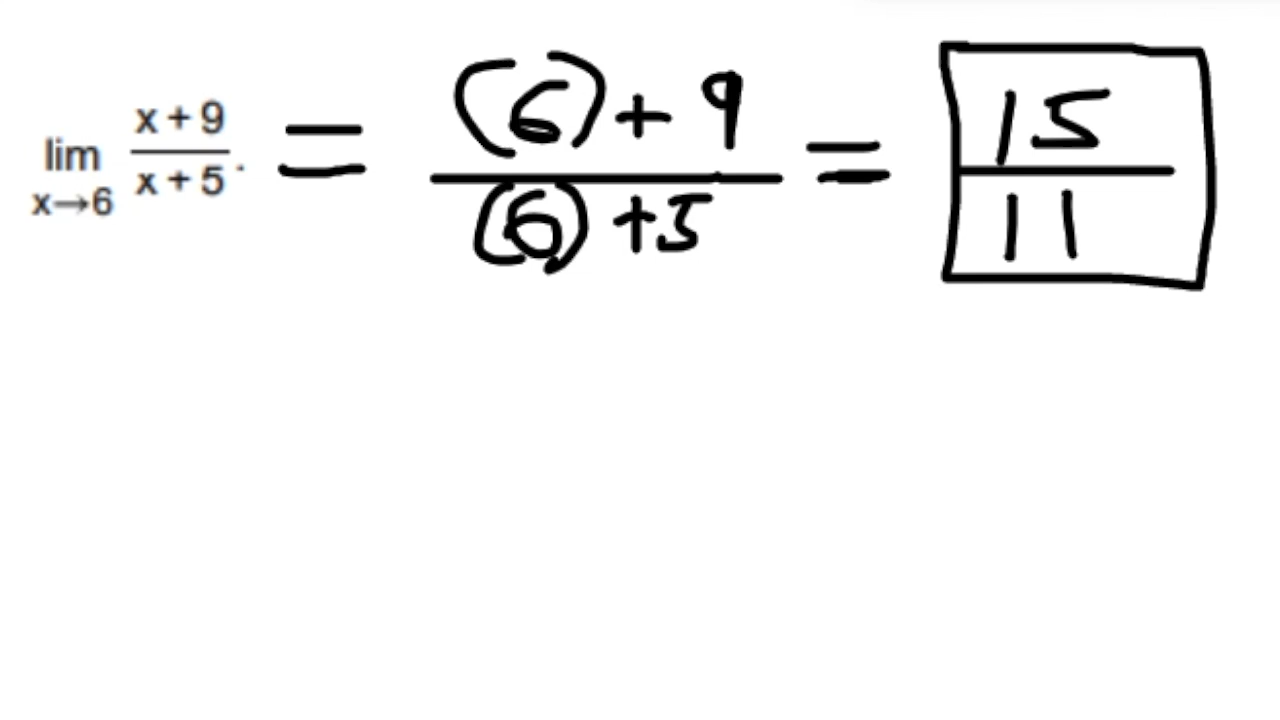 lim x→6 x + 9 / x + 5 . = (6) + 9 / (6) + 5 = 15 / 11